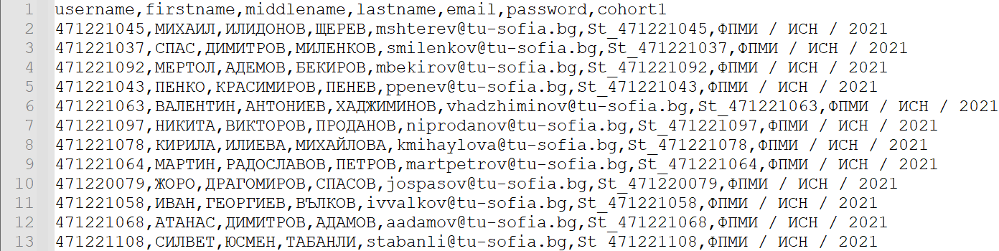 1 username,firstname,middlename,lastname,email,password,cohort1
2 471221045,МИХАИЛ,ИЛИДОНОВ,ЩЕРЕВ,mshterev@tu-sofia.bg,St_471221045,ФПМИ / ИСН / 2021
3 471221037,СПАС,ДИМИТРОВ,МИЛЕНКОВ,smilenkov@tu-sofia.bg,St_471221037,ФПМИ / ИСН / 2021
4 471221092,МЕРТОЛ,АДЕМОВ,БЕКИРОВ,mbekirov@tu-sofia.bg,St_471221092,ФПМИ / ИСН / 2021
5 471221043,ПЕНКО,КРАСИМИРОВ,ПЕНЕВ,ppenev@tu-sofia.bg,St_471221043,ФПМИ / ИСН / 2021
6 471221063,ВАЛЕНТИН,АНТОНИЕВ,ХАДЖИМИНОВ,vhadzhiminov@tu-sofia.bg,St_471221063,ФПМИ / ИСН / 2021
7 471221097,НИКИТА,ВИКТОРОВ,ПРОДАНОВ,niprodanov@tu-sofia.bg,St_471221097,ФПМИ / ИСН / 2021
8 471221078,КИРИЛА,ИЛИЕВА,МИХАЙЛОВА,kmihaylova@tu-sofia.bg,St_471221078,ФПМИ / ИСН / 2021
9 471221064,МАРТИН,РАДОСЛАВОВ,ПЕТРОВ,martpetrov@tu-sofia.bg,St_471221064,ФПМИ / ИСН / 2021
10 471220079,ЖОРО,ДРАГОМИРОВ,СПАСОВ,jospasov@tu-sofia.bg,St_471220079,ФПМИ / ИСН / 2021
11 471221058,ИВАН,ГЕОРГИЕВ,ВЪЛКОВ,ivvalkov@tu-sofia.bg,St_471221058,ФПМИ / ИСН / 2021
12 471221068,АТАНАС,ДИМИТРОВ,АДАМОВ,aadamov@tu-sofia.bg,St_471221068,ФПМИ / ИСН / 2021
13 471221108,СИЛВЕТ,ЮСМЕН,ТАБАНЛИ,stabanli@tu-sofia.bg,St_471221108,ФПМИ / ИСН / 2021